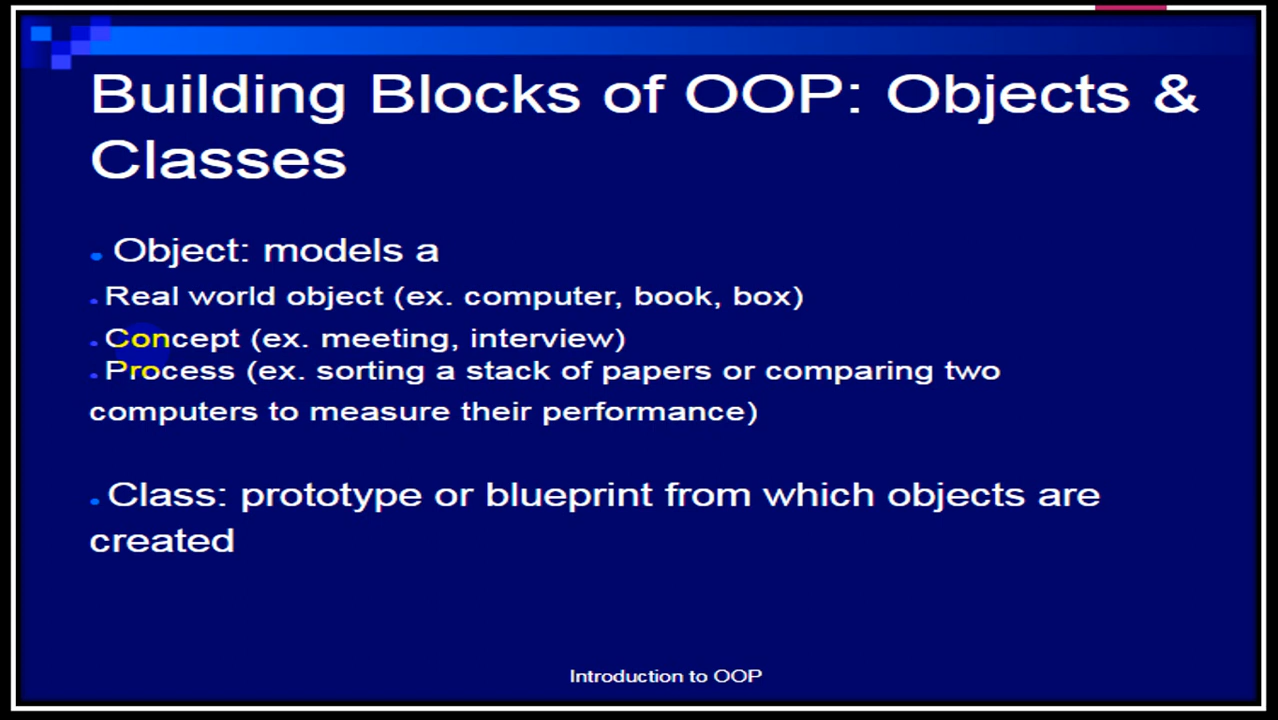 Building Blocks of OOP: Objects &
Classes
• Object: models a
• Real world object (ex. computer, book, box)
• Concept (ex. meeting, interview)
• Process (ex. sorting a stack of papers or comparing two
computers to measure their performance)
• Class: prototype or blueprint from which objects are
created
Introduction to OOP